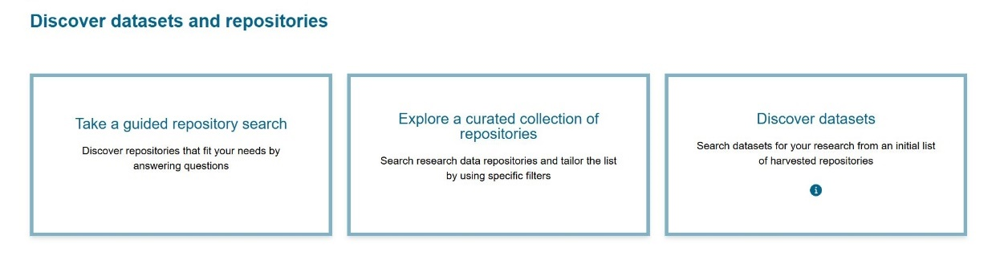 Discover datasets and repositories
Take a guided repository search
Discover repositories that fit your needs by
answering questions
Explore a curated collection of
repositories
Search research data repositories and tailor the list
by using specific filters
Discover datasets
Search datasets for your research from an initial list
of harvested repositories